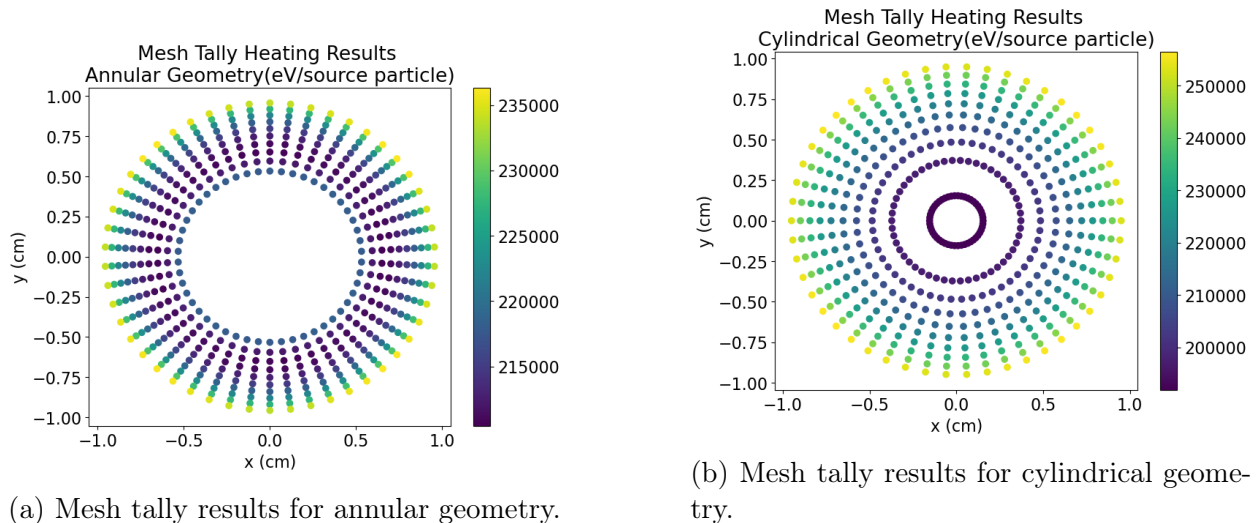 Mesh Tally Heating Results
Annular Geometry(eV/source particle)
1.00
0.75
0.50
0.25
0.00
−0.25
−0.50
−0.75
−1.00
y (cm)
−1.0 −0.5 0.0 0.5 1.0
x (cm)
235000
230000
225000
220000
215000
(a) Mesh tally results for annular geometry.
Mesh Tally Heating Results
Cylindrical Geometry(eV/source particle)
1.00
0.75
0.50
0.25
0.00
−0.25
−0.50
−0.75
−1.00
y (cm)
−1.0 −0.5 0.0 0.5 1.0
x (cm)
250000
240000
230000
220000
210000
200000
(b) Mesh tally results for cylindrical geome-
try.